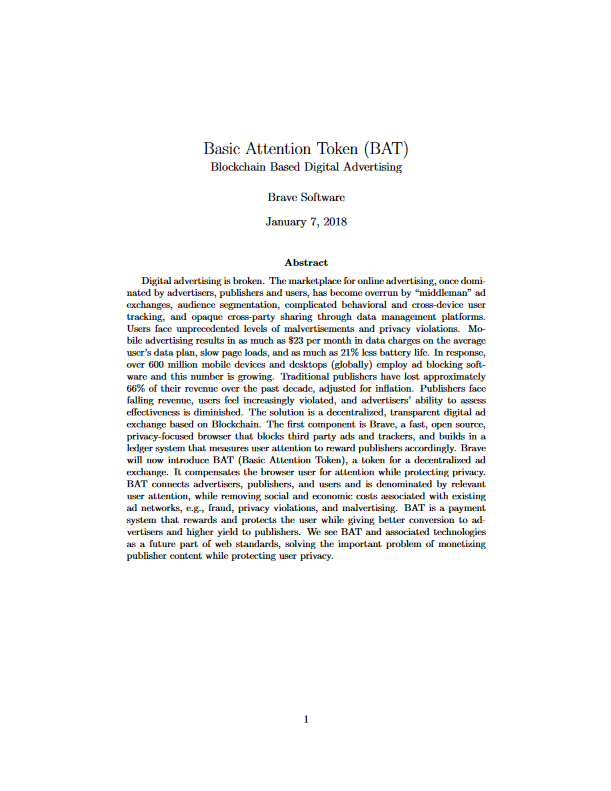 Basic Attention Token (BAT)
Blockchain Based Digital Advertising
Brave Software
January 7, 2018
Abstract
Digital advertising is broken. The marketplace for online advertising, once domi-
nated by advertisers, publishers and users, has become overrun by “middleman” ad
exchanges, audience segmentation, complicated behavioral and cross-device user
tracking, and opaque cross-party sharing through data management platforms.
Users face unprecedented levels of malvertisements and privacy violations. Mo-
bile advertising results in as much as $23 per month in data charges on the average
user’s data plan, slow page loads, and as much as 21% less battery life. In response,
over 600 million mobile devices and desktops (globally) employ ad blocking soft-
ware and this number is growing. Traditional publishers have lost approximately
66% of their revenue over the past decade, adjusted for inflation. Publishers face
falling revenue, users feel increasingly violated, and advertisers’ ability to assess
effectiveness is diminished. The solution is a decentralized, transparent digital ad
exchange based on Blockchain. The first component is Brave, a fast, open source,
privacy-focused browser that blocks third party ads and trackers, and builds in a
ledger system that measures user attention to reward publishers accordingly. Brave
will now introduce BAT (Basic Attention Token), a token for a decentralized ad
exchange. It compensates the browser user for attention while protecting privacy.
BAT connects advertisers, publishers, and users and is denominated by relevant
user attention, while removing social and economic costs associated with existing
ad networks, e.g., fraud, privacy violations, and malvertising. BAT is a payment
system that rewards and protects the user while giving better conversion to ad-
vertisers and higher yield to publishers. We see BAT and associated technologies
as a future part of web standards, solving the important problem of monetizing
publisher content while protecting user privacy.
1